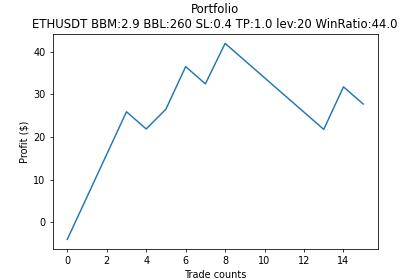 Portfolio
ETHUSDT BBM:2.9 BBL:260 SL:0.4 TP:1.0 lev:20 WinRatio:44.0
40
30
20
10
0
Profit ($)
0 2 4 6 8 10 12 14
Trade counts